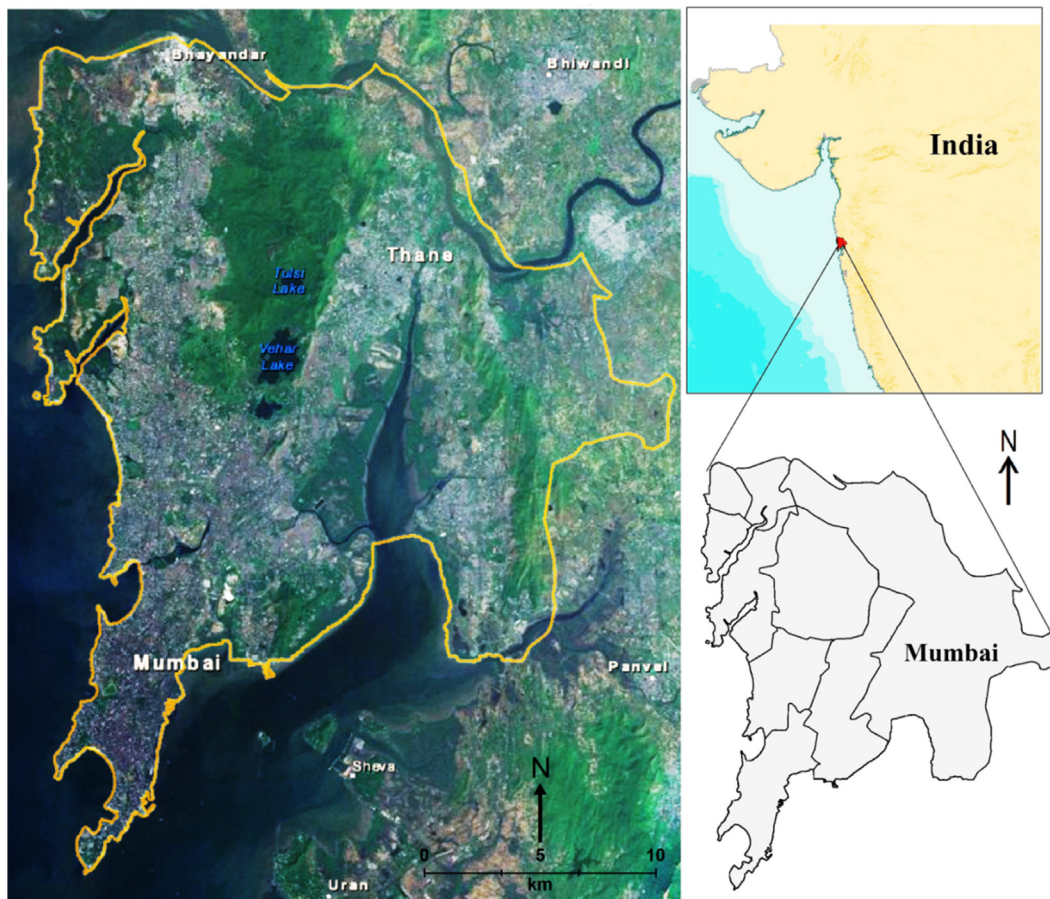 Bhayandar
Bhiwandi
Thane
Tulsi
Lake
Vehar
Lake
Mumbai
Panvel
Sheva
Uran
N
0 5 10
km
India
N
Mumbai